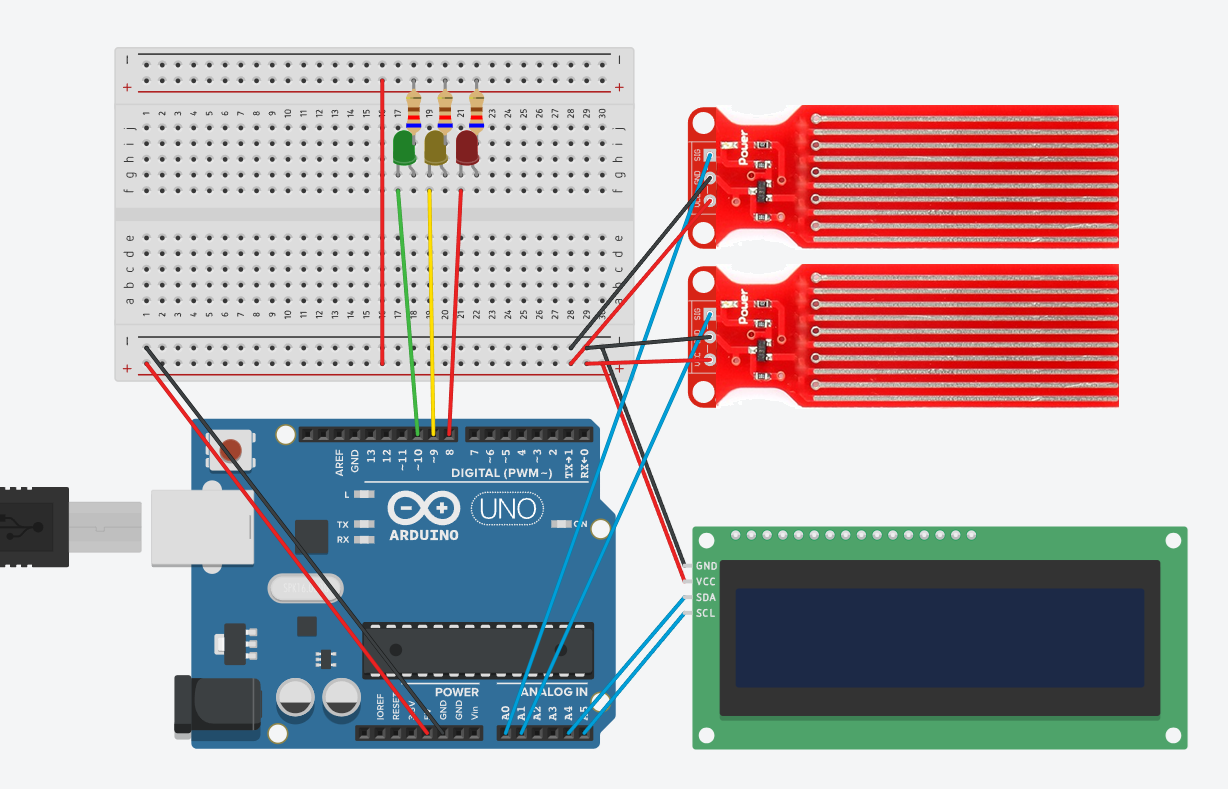 − −
+ +
1 2 3 4 5 6 7 8 9 10 11 12 13 14 15 17 18 19 20 21 22 23 24 25 26 27 28 29 30
j j
i i
h h
g g
f f
e e
d d
c c
b b
a a
1 2 3 4 5 6 7 8 9 10 11 12 13 14 15 16 17 18 19 20 21 22 23 24 25 26 27 28 29 30
− −
+ +
SIG
GND
Power
SIG
Power
AREF
GND
13
12
~11
~10
~9
8
7
~6
~5
4
~3
2
TX→1
RX←0
DIGITAL (PWM~)
L
TX
RX
ARDUINO
UNO
ON
POWER
ANALOG IN
IOREF
RESET
3.3V
5V
GND
GND
Vin
A0
A1
A2
A3
A4
A5
GND
VCC
SDA
SCL